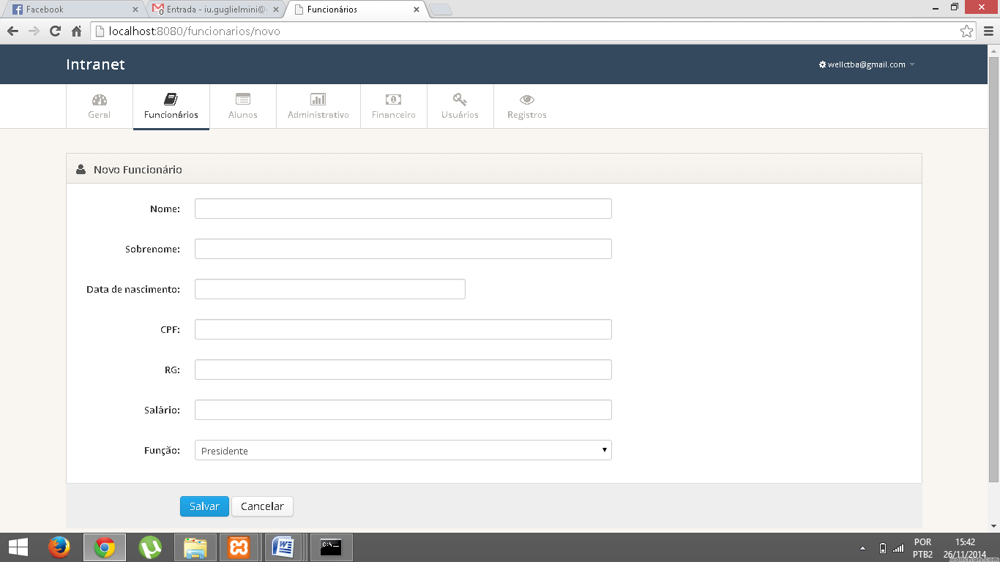 Facebook
Entrada - iu.guglielmini@
Funcionários
localhost:8080/funcionarios/novo
Intranet
wellctba@gmail.com
Geral
Funcionários
Alunos
Administrativo
Financeiro
Usuários
Registros
Novo Funcionário
Nome:
Sobrenome:
Data de nascimento:
CPF:
RG:
Salário:
Função:
Presidente
Salvar
Cancelar
POR
15:42
PTB2
26/11/2014